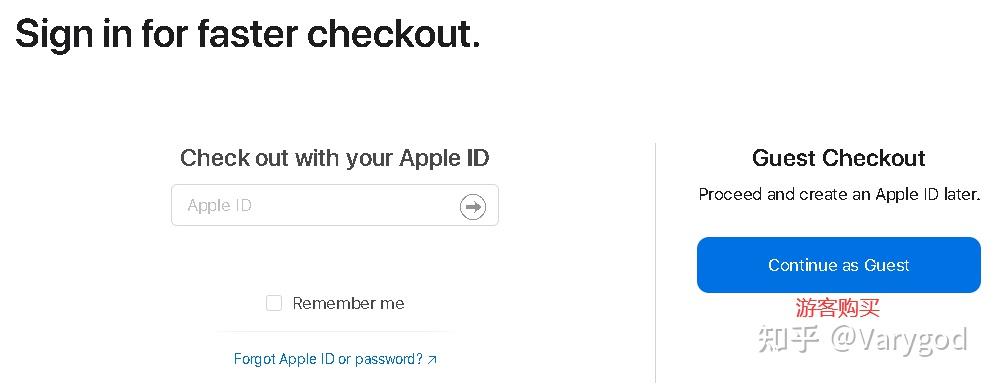 Sign in for faster checkout.
Check out with your Apple ID
Apple ID
Remember me
Forgot Apple ID or password? ↗
Guest Checkout
Proceed and create an Apple ID later.
Continue as Guest
游客购买
知乎 @Varygod